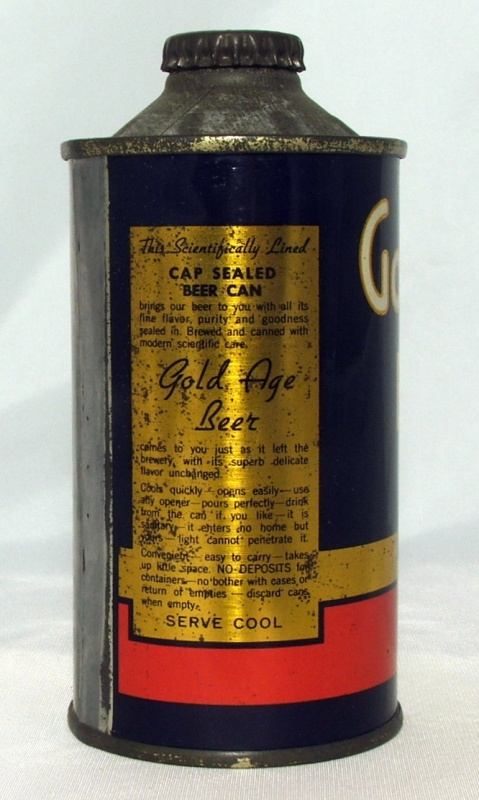 This Scientifically Lined
CAP SEALED
BEER CAN
brings our beer to you with all its
fine flavor, purity and goodness
sealed in. Brewed and canned with
modern scientific care.
Gold Age
Beer
comes to you just as it left the
brewery, with its superb delicate
flavor unchanged.
Cools quickly—opens easily—use
any opener—pours perfectly—drink
from the can if you like—it is
sanitary—it enters no home but
yours—light cannot penetrate it.
Convenient—easy to carry—takes
up little space. NO DEPOSITS for
containers—no bother with cases or
return of empties—discard cans
when empty.
SERVE COOL
Go